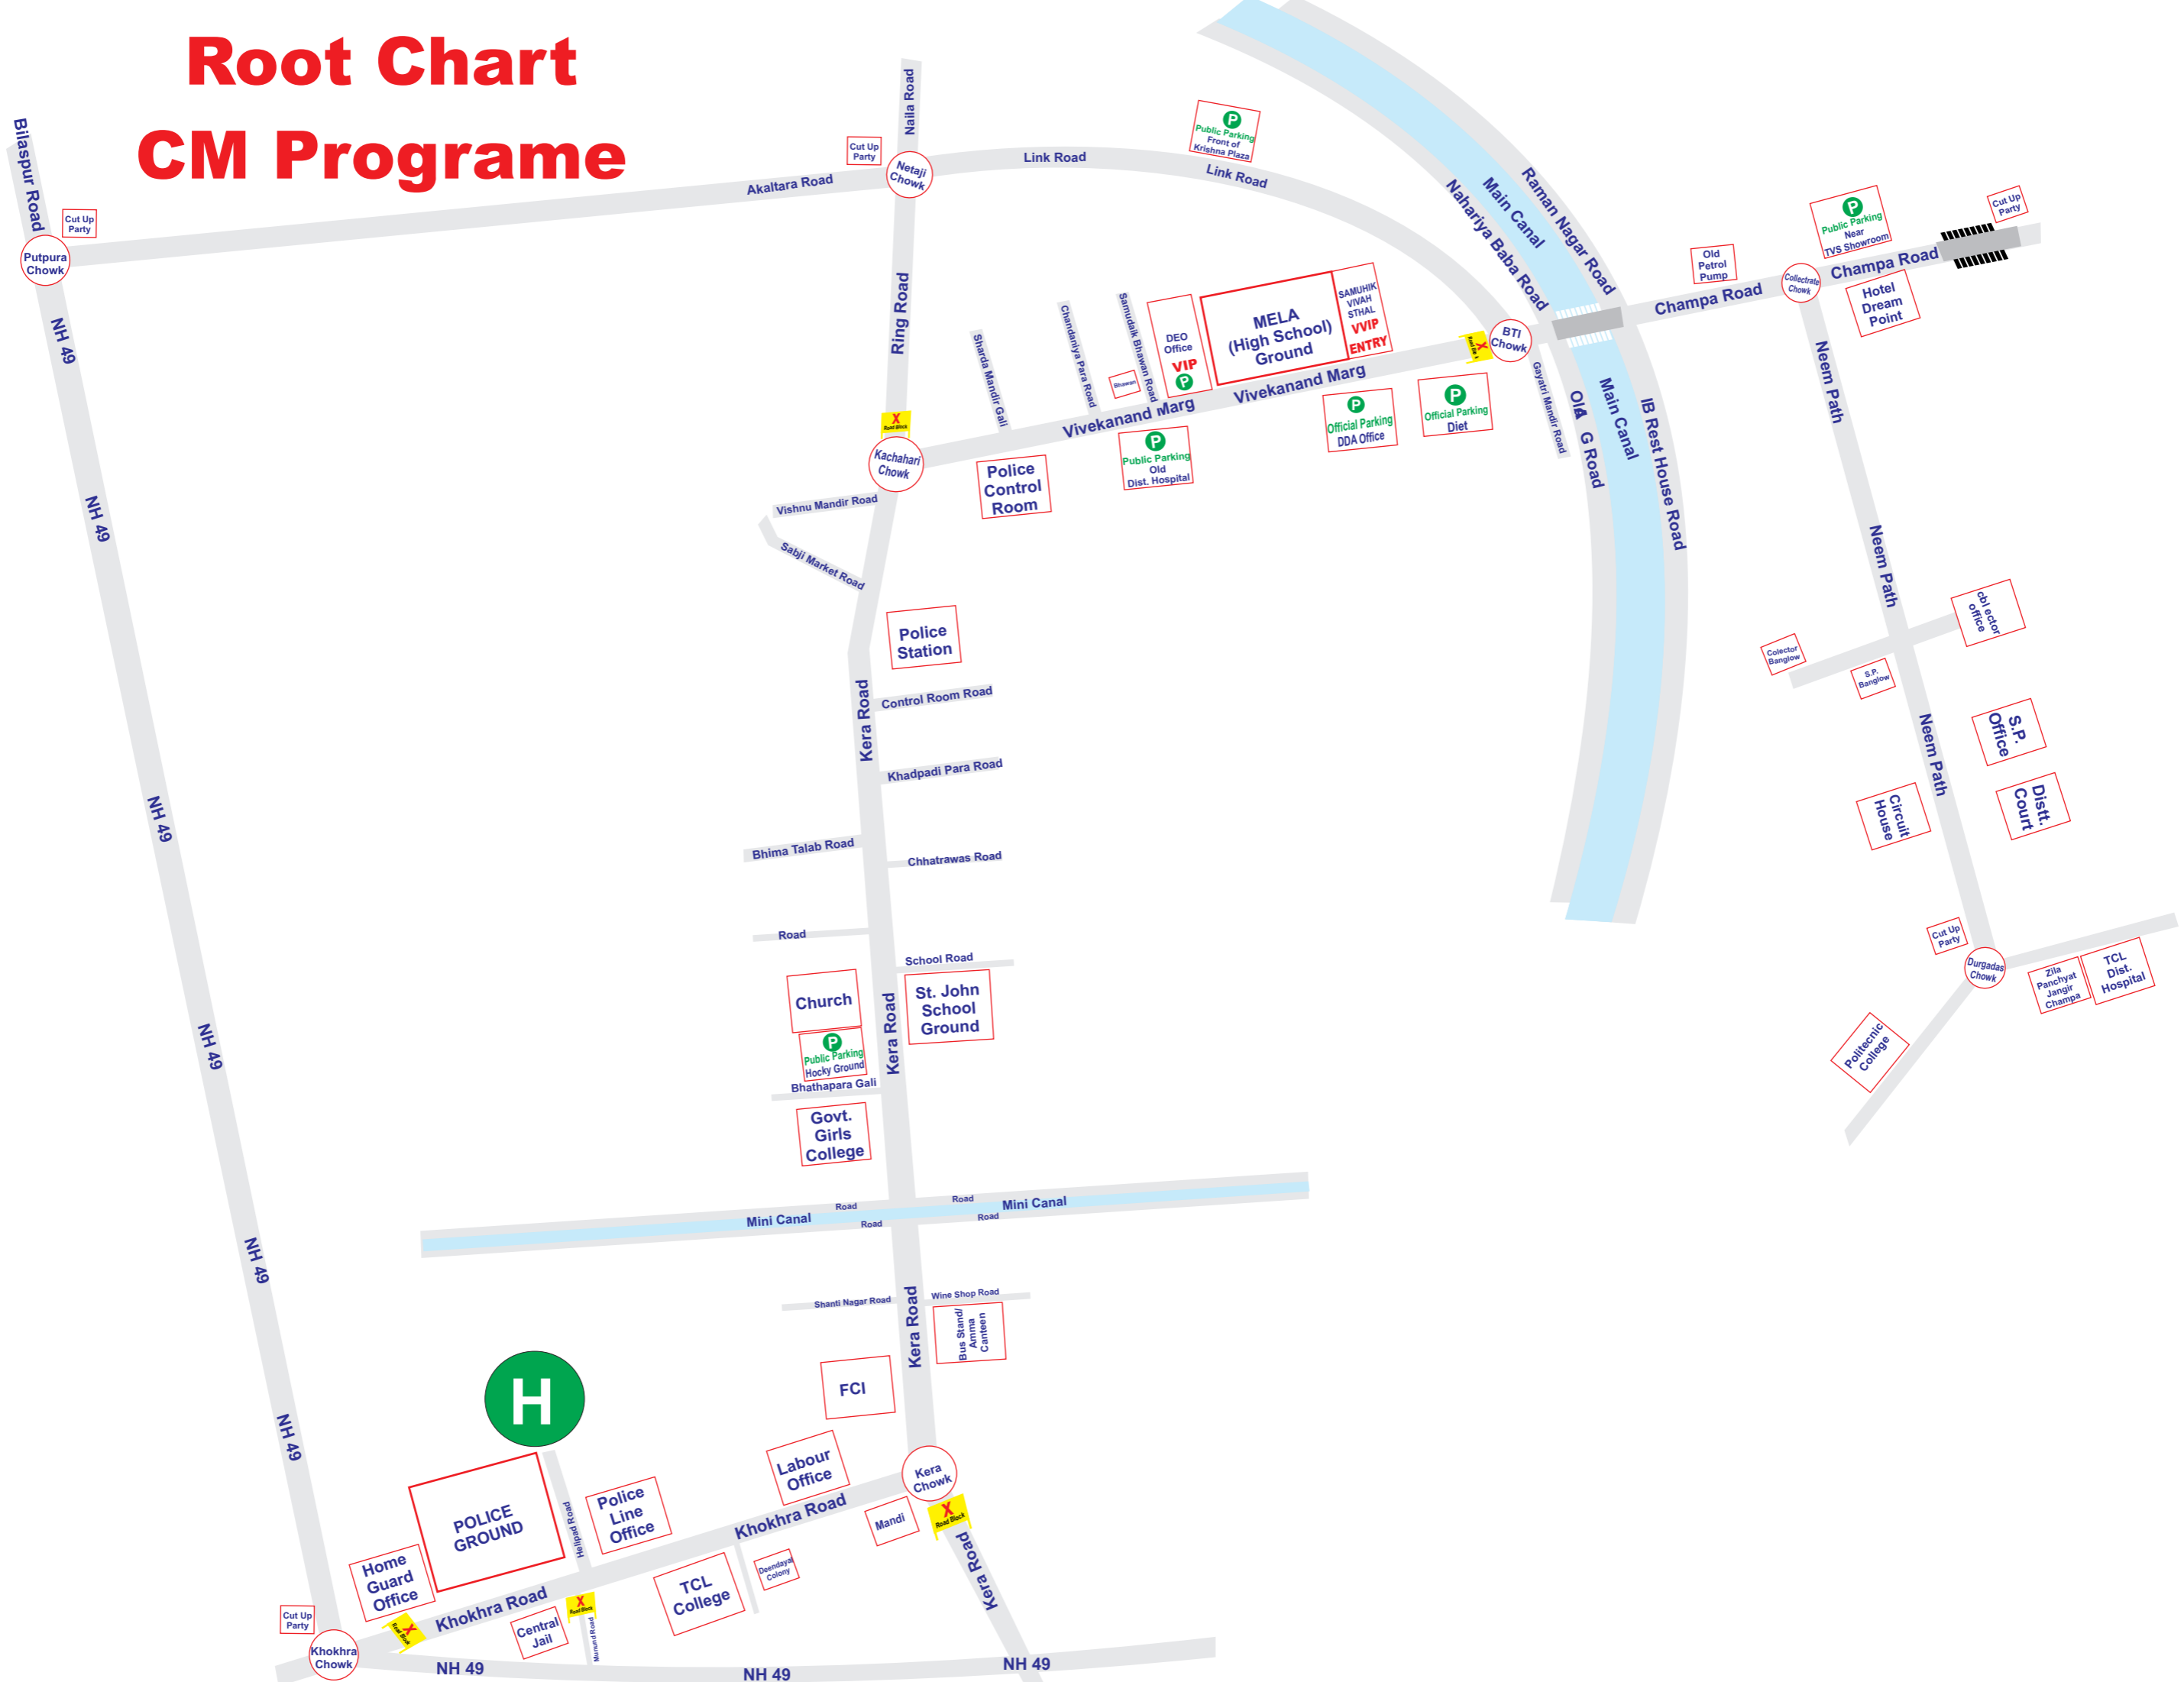 Root Chart
CM Programe
Bilaspur Road
Cut Up
Party
Putpura
Chowk
Akaltara Road
Cut Up
Party
Naila Road
Netaji
Chowk
Link Road
Link Road
P
Public Parking
Front of
Krishna Plaza
Main Canal
Raman Nagar Road
Nahariya Baba Road
P
Public Parking
Near
TVS Showroom
Cut Up
Party
Old
Petrol
Pump
Champa Road
Collectrate
Chowk
Champa Road
Hotel
Dream
Point
NH 49
Ring Road
Sharda Mandir Gali
Chandaniya Para Road
Samudaik Bhawan Road
Bhawan
DEO
Office
VIP
P
MELA
(High School)
Ground
SAMUHIK
VIVAH
STHAL
VVIP
ENTRY
X
BTI
Chowk
Gayatri Mandir Road
Main Canal
G Road
IB Rest House Road
Neem Path
X
Road Block
Kachahari
Chowk
Vivekanand Marg
Vivekanand Marg
P
Official Parking
DDA Office
P
Official Parking
Diet
Police
Control
Room
P
Public Parking
Old
Dist. Hospital
NH 49
Vishnu Mandir Road
Sabji Market Road
Neem Path
Police
Station
Colector
Banglow
S.P.
Banglow
office
Control Room Road
Kera Road
Khadpadi Para Road
S.P.
Office
Neem Path
NH 49
Bhima Talab Road
Chhatrawas Road
Circuit
House
Distt.
Court
Road
School Road
Cut Up
Party
Durgadas
Chowk
Zila
Panchyat
Jangir
Champa
TCL
Dist.
Hospital
Church
Kera Road
St. John
School
Ground
NH 49
P
Public Parking
Hocky Ground
Bhathapara Gali
Politecnic
College
Govt.
Girls
College
Mini Canal
Road
Road
Road
Road
Mini Canal
NH 49
Shanti Nagar Road
Wine Shop Road
Kera Road
Bus Stand/
Amma
Canteen
FCI
H
NH 49
Labour
Office
Kera
Chowk
POLICE
GROUND
Helipad Road
Police
Line
Office
Khokhra Road
Mandi
X
Road Block
Kera Road
Home
Guard
Office
Khokhra Road
TCL
College
Deendayal
Colony
Cut Up
Party
X
Central
Jail
X
Road Block
Munund Road
Khokhra
Chowk
NH 49
NH 49
NH 49